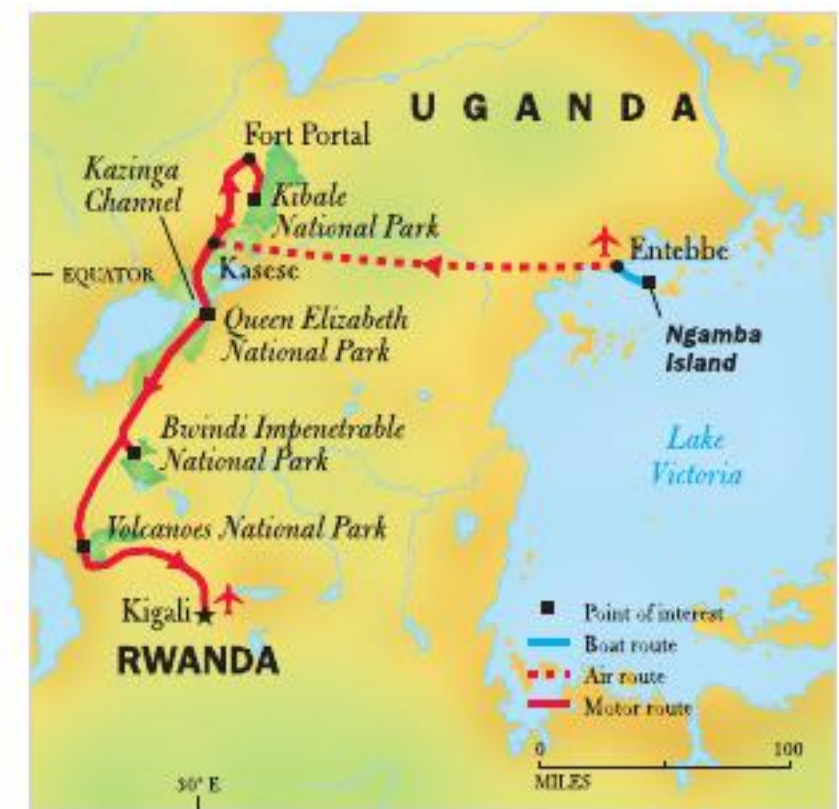 UGANDA
Fort Portal
Kazinga
Channel
Kibale
National Park
Entebbe
EQUATOR
Kasese
Ngamba
Island
Queen Elizabeth
National Park
Bwindi Impenetrable
National Park
Lake
Victoria
Volcanoes National Park
Kigali
RWANDA
Point of interest
Boat route
Air route
Motor route
0 100
MILES
30° E